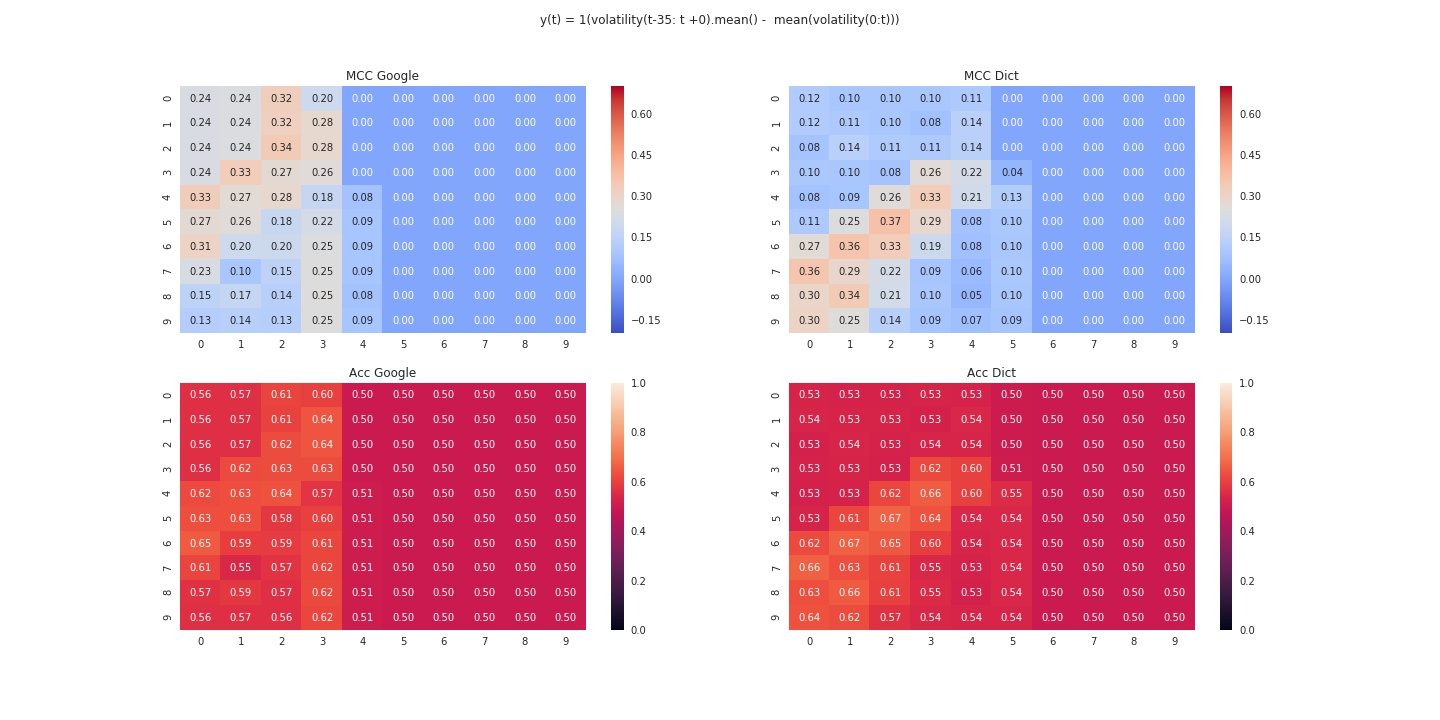 y(t) = 1(volatility(t-35: t +0).mean() -  mean(volatility(0:t)))
MCC Google
0 0.24 0.24 0.32 0.20 0.00 0.00 0.00 0.00 0.00 0.00
1 0.24 0.24 0.32 0.28 0.00 0.00 0.00 0.00 0.00 0.00
2 0.24 0.24 0.34 0.28 0.00 0.00 0.00 0.00 0.00 0.00
3 0.24 0.33 0.27 0.26 0.00 0.00 0.00 0.00 0.00 0.00
4 0.33 0.27 0.28 0.18 0.08 0.00 0.00 0.00 0.00 0.00
5 0.27 0.26 0.18 0.22 0.09 0.00 0.00 0.00 0.00 0.00
6 0.31 0.20 0.20 0.25 0.09 0.00 0.00 0.00 0.00 0.00
7 0.23 0.10 0.15 0.25 0.09 0.00 0.00 0.00 0.00 0.00
8 0.15 0.17 0.14 0.25 0.08 0.00 0.00 0.00 0.00 0.00
9 0.13 0.14 0.13 0.25 0.09 0.00 0.00 0.00 0.00 0.00
0 1 2 3 4 5 6 7 8 9
0.60
0.45
0.30
0.15
0.00
−0.15
MCC Dict
0 0.12 0.10 0.10 0.10 0.11 0.00 0.00 0.00 0.00 0.00
1 0.12 0.11 0.10 0.08 0.14 0.00 0.00 0.00 0.00 0.00
2 0.08 0.14 0.11 0.11 0.14 0.00 0.00 0.00 0.00 0.00
3 0.10 0.10 0.08 0.26 0.22 0.04 0.00 0.00 0.00 0.00
4 0.08 0.09 0.26 0.33 0.21 0.13 0.00 0.00 0.00 0.00
5 0.11 0.25 0.37 0.29 0.08 0.10 0.00 0.00 0.00 0.00
6 0.27 0.36 0.33 0.19 0.08 0.10 0.00 0.00 0.00 0.00
7 0.36 0.29 0.22 0.09 0.06 0.10 0.00 0.00 0.00 0.00
8 0.30 0.34 0.21 0.10 0.05 0.10 0.00 0.00 0.00 0.00
9 0.30 0.25 0.14 0.09 0.07 0.09 0.00 0.00 0.00 0.00
0 1 2 3 4 5 6 7 8 9
0.60
0.45
0.30
0.15
0.00
−0.15
Acc Google
0 0.56 0.57 0.61 0.60 0.50 0.50 0.50 0.50 0.50 0.50
1 0.56 0.57 0.61 0.64 0.50 0.50 0.50 0.50 0.50 0.50
2 0.56 0.57 0.62 0.64 0.50 0.50 0.50 0.50 0.50 0.50
3 0.56 0.62 0.63 0.63 0.50 0.50 0.50 0.50 0.50 0.50
4 0.62 0.63 0.64 0.57 0.51 0.50 0.50 0.50 0.50 0.50
5 0.63 0.63 0.58 0.60 0.51 0.50 0.50 0.50 0.50 0.50
6 0.65 0.59 0.59 0.61 0.51 0.50 0.50 0.50 0.50 0.50
7 0.61 0.55 0.57 0.62 0.51 0.50 0.50 0.50 0.50 0.50
8 0.57 0.59 0.57 0.62 0.51 0.50 0.50 0.50 0.50 0.50
9 0.56 0.57 0.56 0.62 0.51 0.50 0.50 0.50 0.50 0.50
0 1 2 3 4 5 6 7 8 9
1.0
0.8
0.6
0.4
0.2
0.0
Acc Dict
0 0.53 0.53 0.53 0.53 0.53 0.50 0.50 0.50 0.50 0.50
1 0.54 0.53 0.53 0.53 0.54 0.50 0.50 0.50 0.50 0.50
2 0.53 0.54 0.53 0.54 0.54 0.50 0.50 0.50 0.50 0.50
3 0.53 0.53 0.53 0.62 0.60 0.51 0.50 0.50 0.50 0.50
4 0.53 0.53 0.62 0.66 0.60 0.55 0.50 0.50 0.50 0.50
5 0.53 0.61 0.67 0.64 0.54 0.54 0.50 0.50 0.50 0.50
6 0.62 0.67 0.65 0.60 0.54 0.54 0.50 0.50 0.50 0.50
7 0.66 0.63 0.61 0.55 0.53 0.54 0.50 0.50 0.50 0.50
8 0.63 0.66 0.61 0.55 0.53 0.54 0.50 0.50 0.50 0.50
9 0.64 0.62 0.57 0.54 0.54 0.54 0.50 0.50 0.50 0.50
0 1 2 3 4 5 6 7 8 9
1.0
0.8
0.6
0.4
0.2
0.0